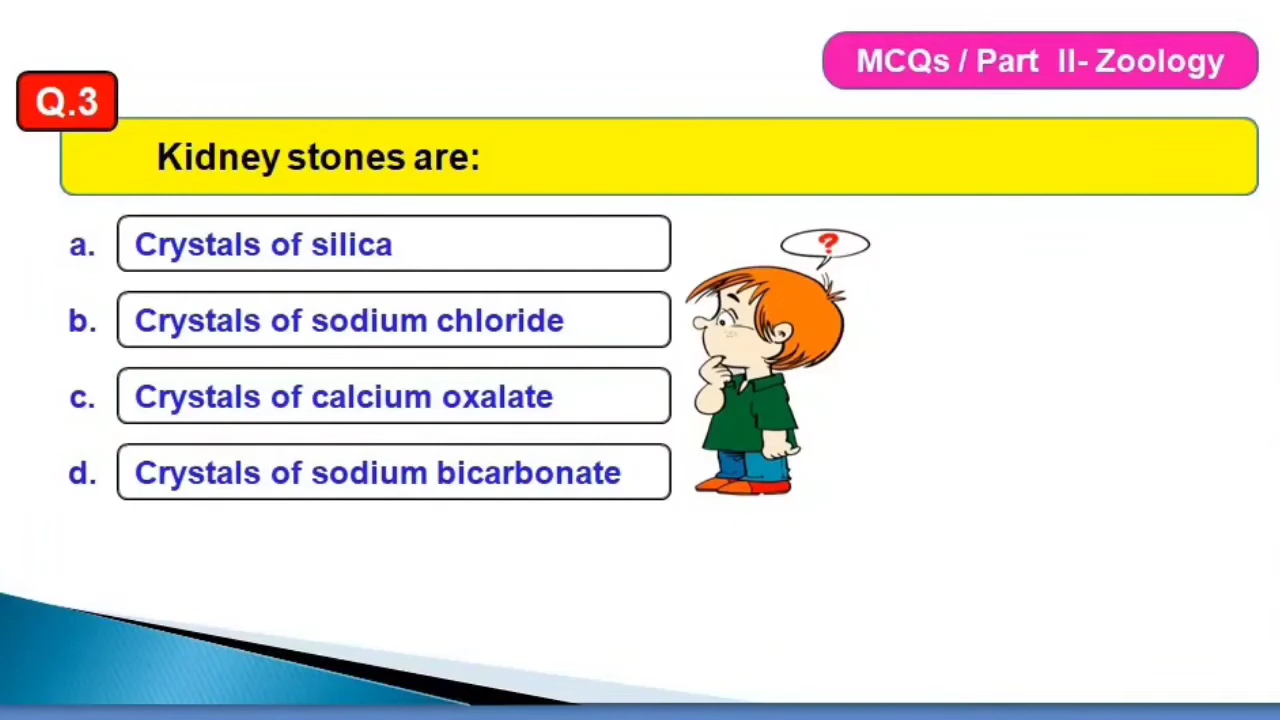 MCQs / Part II- Zoology
Q.3
Kidney stones are:
a. Crystals of silica
b. Crystals of sodium chloride
c. Crystals of calcium oxalate
d. Crystals of sodium bicarbonate
?